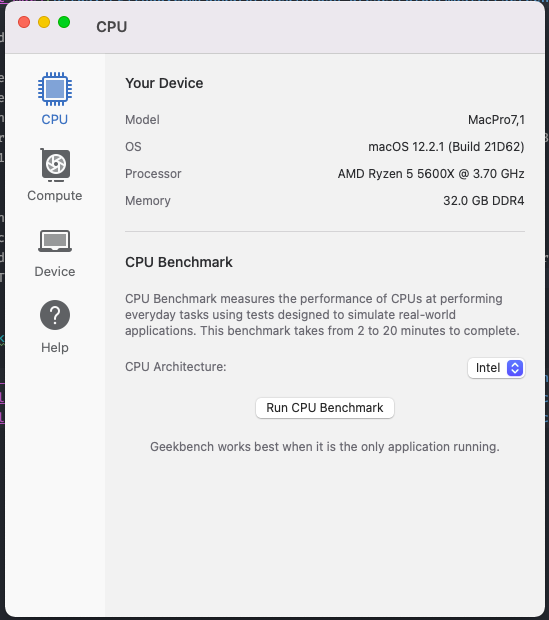 CPU
CPU
Compute
Device
Help
Your Device
Model MacPro7,1
OS macOS 12.2.1 (Build 21D62)
Processor AMD Ryzen 5 5600X @ 3.70 GHz
Memory 32.0 GB DDR4
CPU Benchmark
CPU Benchmark measures the performance of CPUs at performing
everyday tasks using tests designed to simulate real-world
applications. This benchmark takes from 2 to 20 minutes to complete.
CPU Architecture: Intel
Run CPU Benchmark
Geekbench works best when it is the only application running.